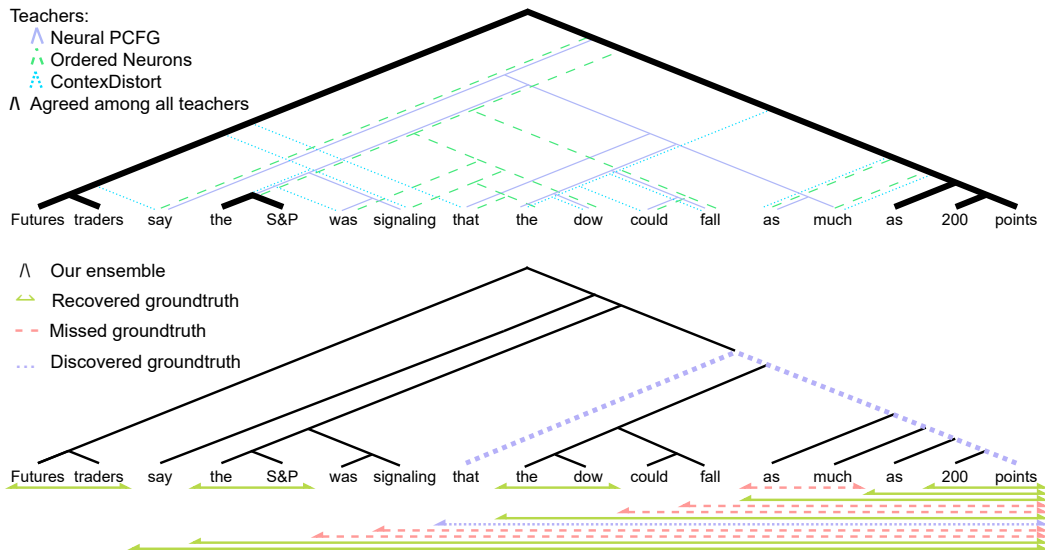 Teachers:
Neural PCFG
Ordered Neurons
ContexDistort
Agreed among all teachers
Futures traders say the S&P was signaling that the dow could fall as much as 200 points
Our ensemble
Recovered groundtruth
Missed groundtruth
Discovered groundtruth
Futures traders say the S&P was signaling that the dow could fall as much as 200 points